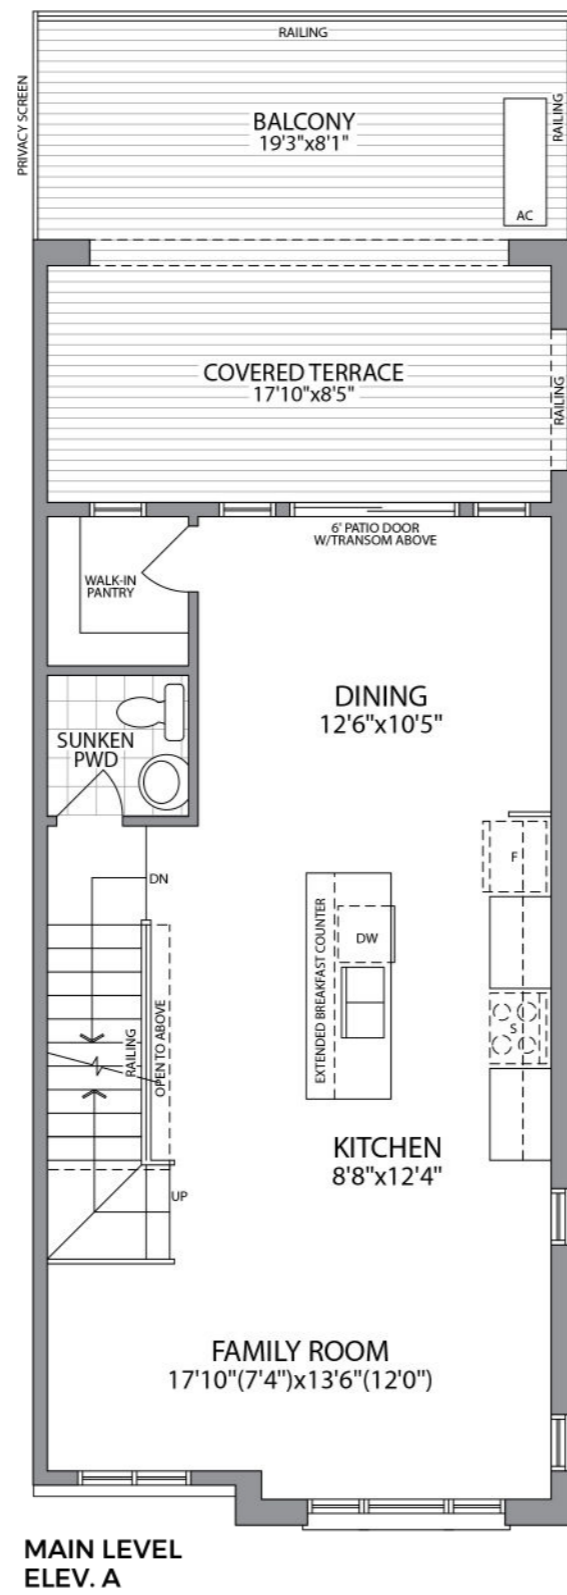 RAILING
PRIVACY SCREEN
BALCONY
19'3"x8'1"
RAILING
AC
COVERED TERRACE
17'10"x8'5"
RAILING
6' PATIO DOOR
W/TRANSOM ABOVE
WALK-IN
PANTRY
DINING
12'6"x10'5"
SUNKEN
PWD
F
DN
EXTENDED BREAKFAST COUNTER
DW
S
RAILING
OPEN TO ABOVE
KITCHEN
8'8"x12'4"
UP
FAMILY ROOM
17'10"(7'4")x13'6"(12'0")
MAIN LEVEL
ELEV. A